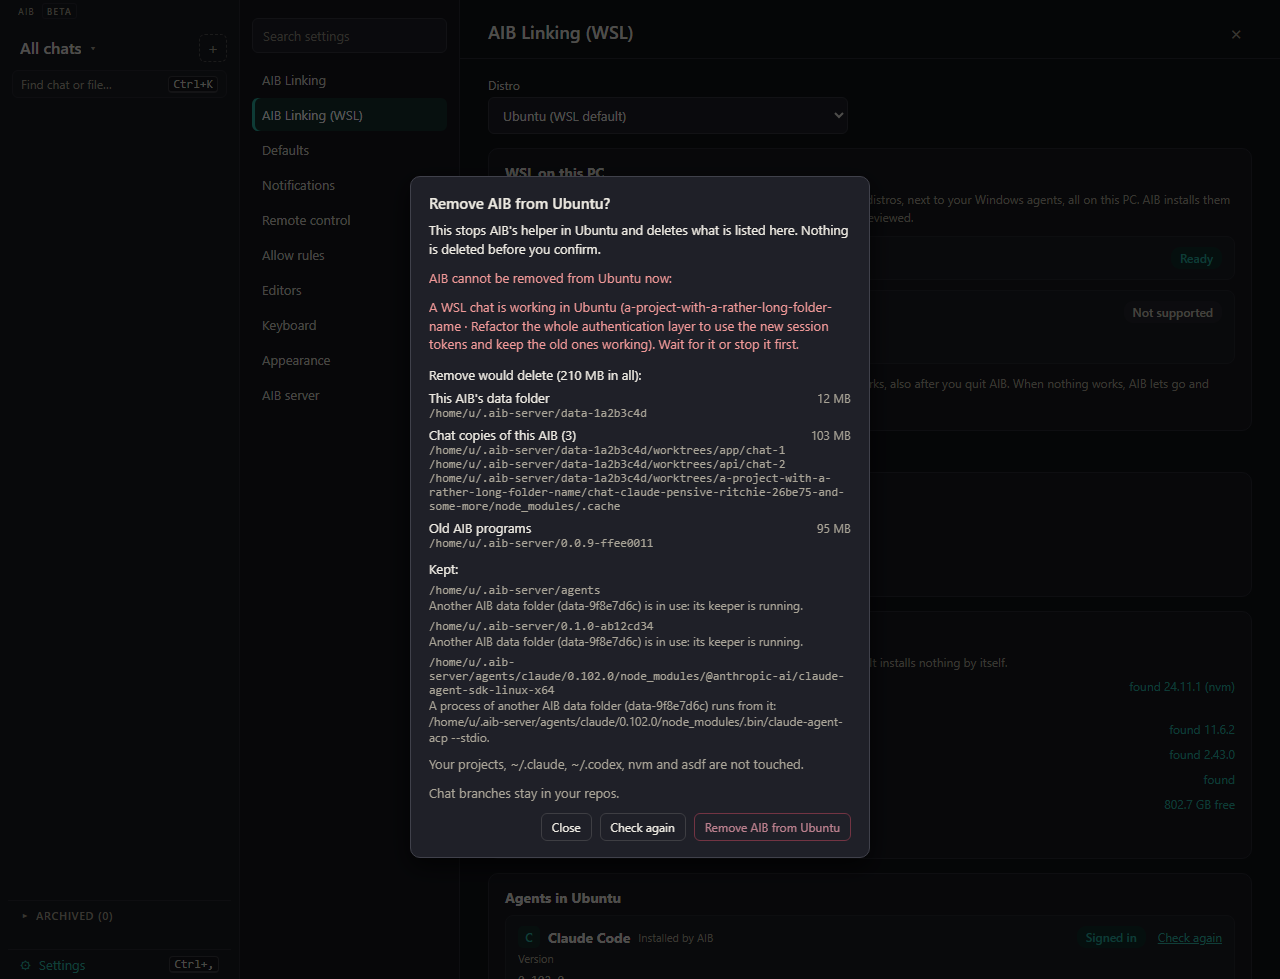 AIB BETA
All chats
+
Find chat or file... Ctrl+K
ARCHIVED (0)
Settings Ctrl+,
Search settings
AIB Linking
AIB Linking (WSL)
Defaults
Notifications
Remote control
Allow rules
Editors
Keyboard
Appearance
AIB server
AIB Linking (WSL)
Distro
Ubuntu (WSL default)
WSL on this PC
distros, next to your Windows agents, all on this PC. AIB installs them
Ready
Not supported
also after you quit AIB. When nothing works, AIB lets go and
It installs nothing by itself.
found 24.11.1 (nvm)
found 11.6.2
found 2.43.0
found
802.7 GB free
Agents in Ubuntu
C Claude Code Installed by AIB Signed in Check again
Version
Remove AIB from Ubuntu?
This stops AIB's helper in Ubuntu and deletes what is listed here. Nothing
is deleted before you confirm.
AIB cannot be removed from Ubuntu now:
A WSL chat is working in Ubuntu (a-project-with-a-rather-long-folder-
name · Refactor the whole authentication layer to use the new session
tokens and keep the old ones working). Wait for it or stop it first.
Remove would delete (210 MB in all):
This AIB's data folder 12 MB
/home/u/.aib-server/data-1a2b3c4d
Chat copies of this AIB (3) 103 MB
/home/u/.aib-server/data-1a2b3c4d/worktrees/app/chat-1
/home/u/.aib-server/data-1a2b3c4d/worktrees/api/chat-2
/home/u/.aib-server/data-1a2b3c4d/worktrees/a-project-with-a-
rather-long-folder-name/chat-claude-pensive-ritchie-26be75-and-
some-more/node_modules/.cache
Old AIB programs 95 MB
/home/u/.aib-server/0.0.9-ffee0011
Kept:
/home/u/.aib-server/agents
Another AIB data folder (data-9f8e7d6c) is in use: its keeper is running.
/home/u/.aib-server/0.1.0-ab12cd34
Another AIB data folder (data-9f8e7d6c) is in use: its keeper is running.
/home/u/.aib-
server/agents/claude/0.102.0/node_modules/@anthropic-ai/claude-
agent-sdk-linux-x64
A process of another AIB data folder (data-9f8e7d6c) runs from it:
/home/u/.aib-server/agents/claude/0.102.0/node_modules/.bin/claude-agent-
acp --stdio.
Your projects, ~/.claude, ~/.codex, nvm and asdf are not touched.
Chat branches stay in your repos.
Close Check again Remove AIB from Ubuntu